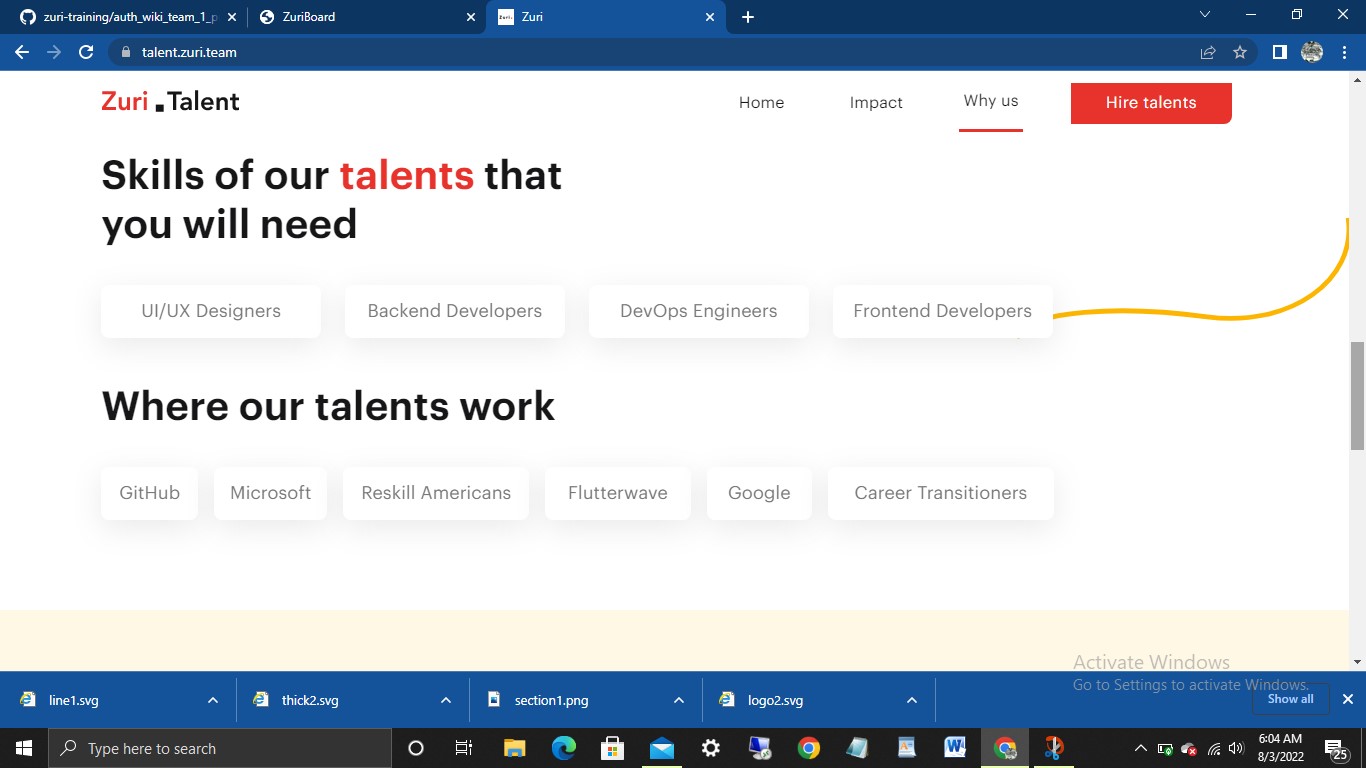 zuri-training/auth_wiki_team_1_p
ZuriBoard
Zuri
talent.zuri.team
Zuri .Talent
Home
Impact
Why us
Hire talents
Skills of our talents that
you will need
UI/UX Designers
Backend Developers
DevOps Engineers
Frontend Developers
Where our talents work
GitHub
Microsoft
Reskill Americans
Flutterwave
Google
Career Transitioners
Activate Windows
Go to Settings to activate Windows.
line1.svg
thick2.svg
section1.png
logo2.svg
Show all
Type here to search
6:04 AM
8/3/2022
25